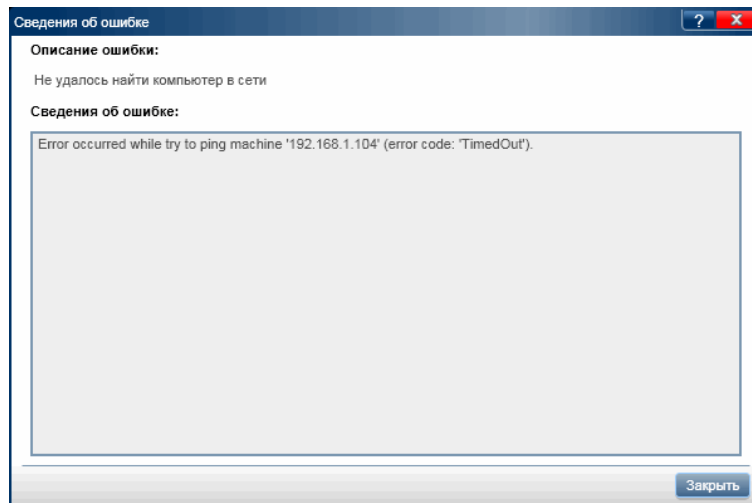 Сведения об ошибке
?
X
Описание ошибки:
Не удалось найти компьютер в сети
Сведения об ошибке:
Error occurred while try to ping machine '192.168.1.104' (error code: 'TimedOut').
Закрыть